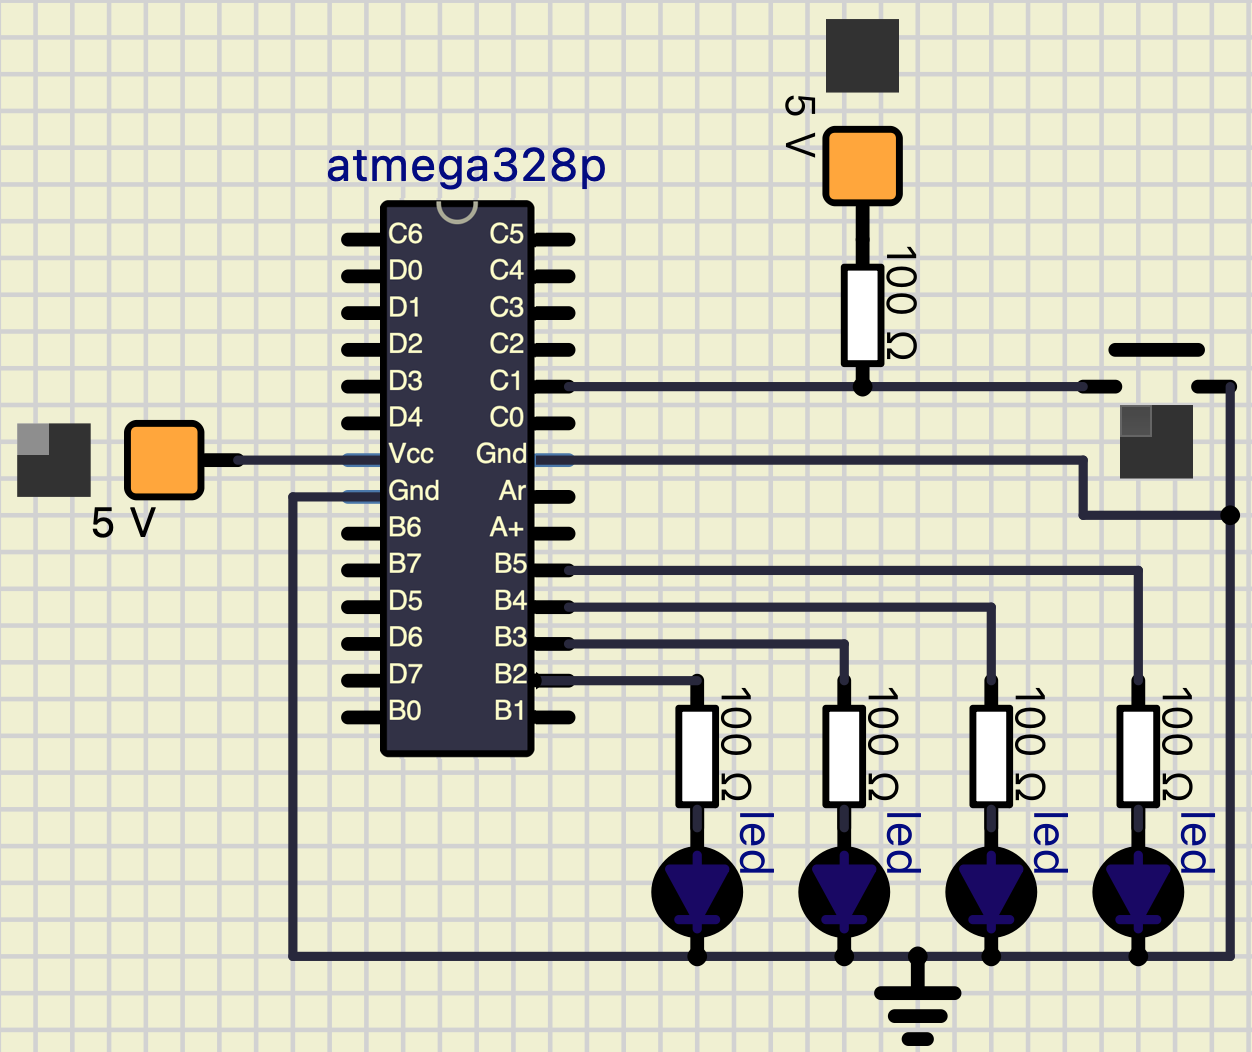 5 V
atmega328p
100 Ω
C6 C5
D0 C4
D1 C3
D2 C2
D3 C1
D4 C0
Vcc Gnd
Gnd Ar
5 V
B6 A+
B7 B5
D5 B4
D6 B3
D7 B2
B0 B1
100 Ω
100 Ω
100 Ω
100 Ω
led
led
led
led